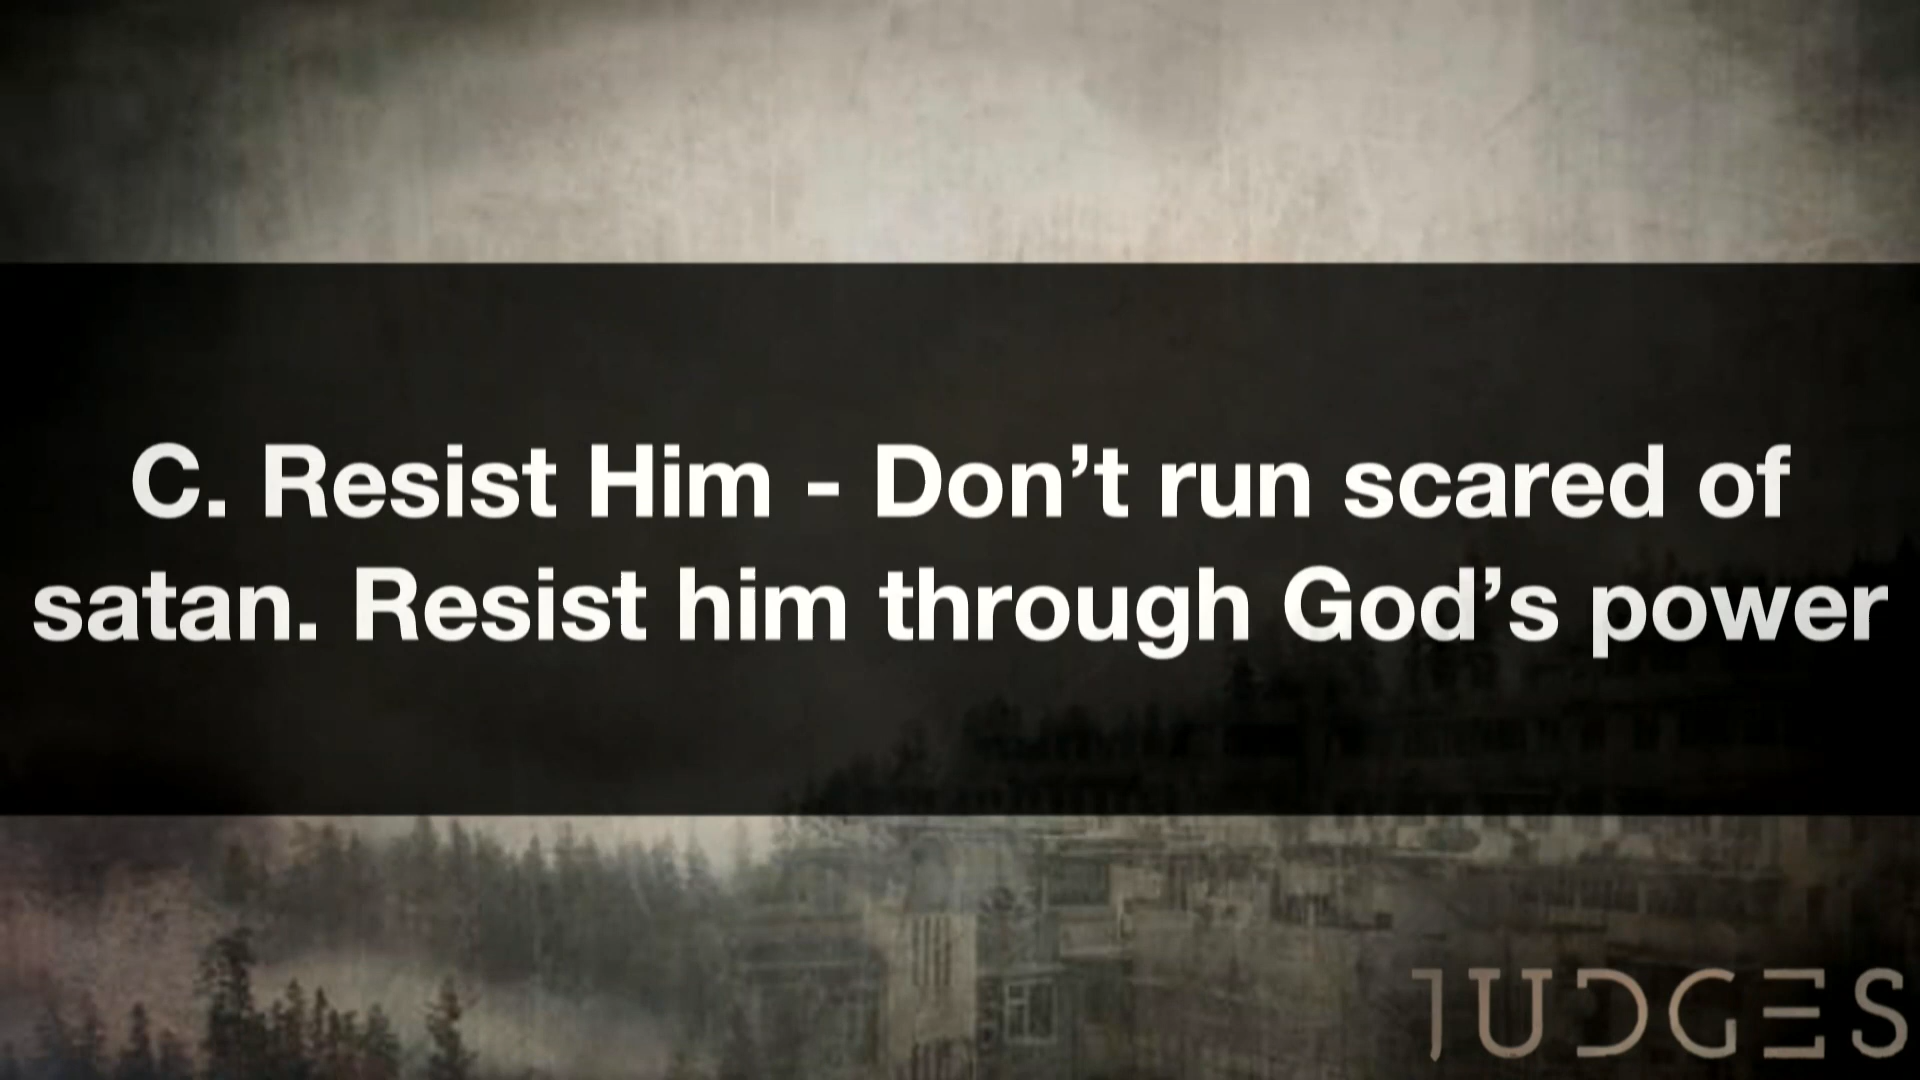 C. Resist Him - Don’t run scared of
satan. Resist him through God’s power
JUDGES